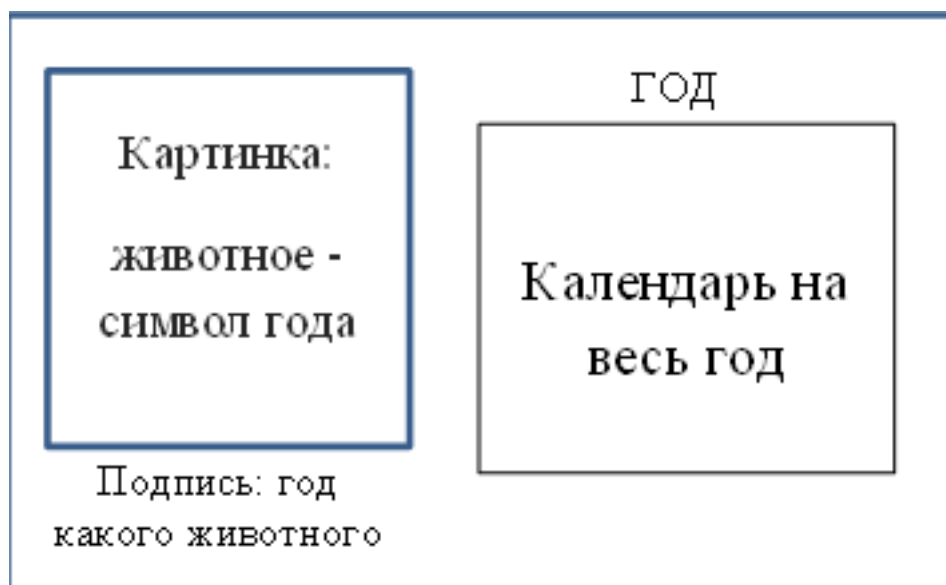 Картинка:
животное -
символ года
Подпись: год
какого животного
ГОД
Календарь на
весь год